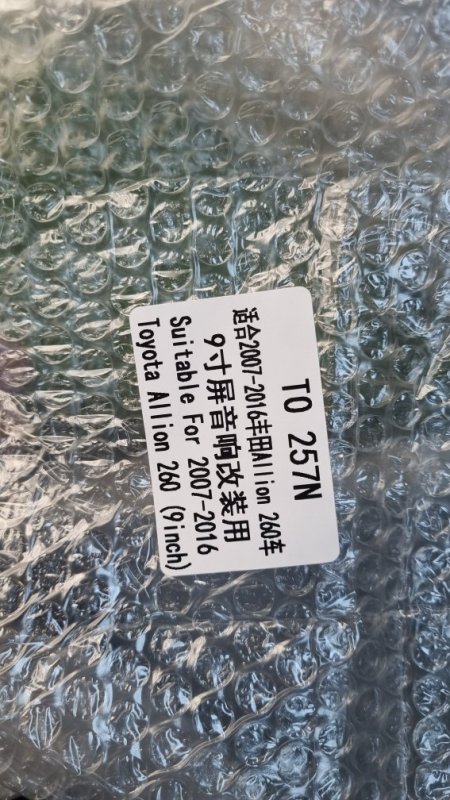 TO 257N
适合2007-2016丰田Allion 260车
9寸屏音响改装用
Suitable For 2007-2016
Toyota Allion 260 (9inch)